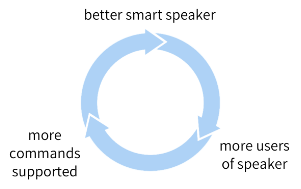 better smart speaker
more users
of speaker
more
commands
supported